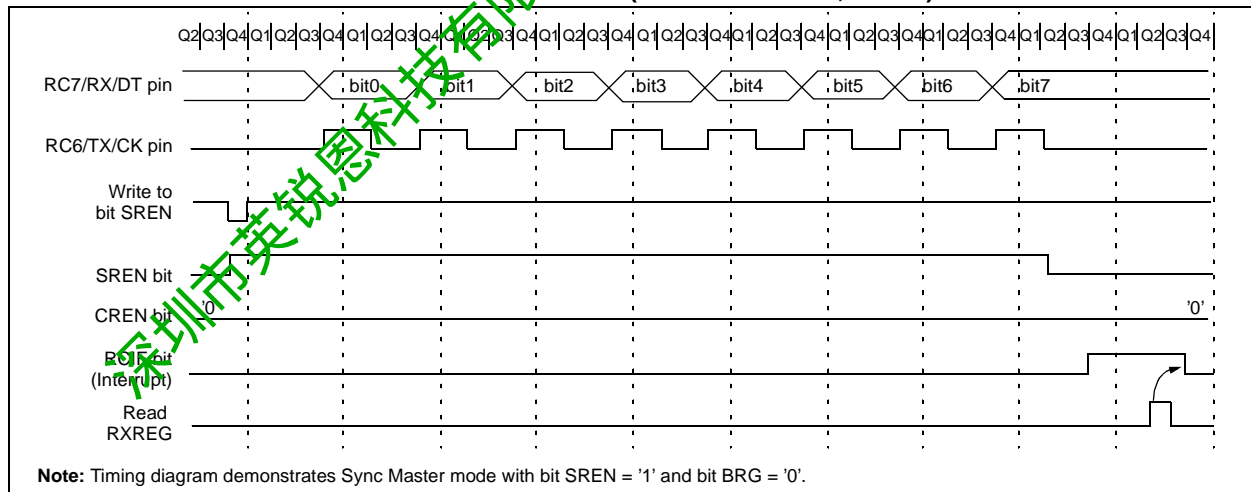 Q2 Q3 Q4 Q1 Q2 Q3 Q4 Q1 Q2 Q3 Q4 Q1 Q2 Q3 Q4 Q1 Q2 Q3 Q4 Q1 Q2 Q3 Q4 Q1 Q2 Q3 Q4 Q1 Q2 Q3 Q4 Q1 Q2 Q3 Q4 Q1 Q2 Q3 Q4 Q1 Q2 Q3 Q4
RC7/RX/DT pin bit0 bit1 bit2 bit3 bit4 bit5 bit6 bit7
RC6/TX/CK pin
Write to
bit SREN
SREN bit
CREN bit '0' '0'
RCIF bit
(Interrupt)
Read
RXREG
Note: Timing diagram demonstrates Sync Master mode with bit SREN = '1' and bit BRG = '0'.
深圳市英锐恩科技有